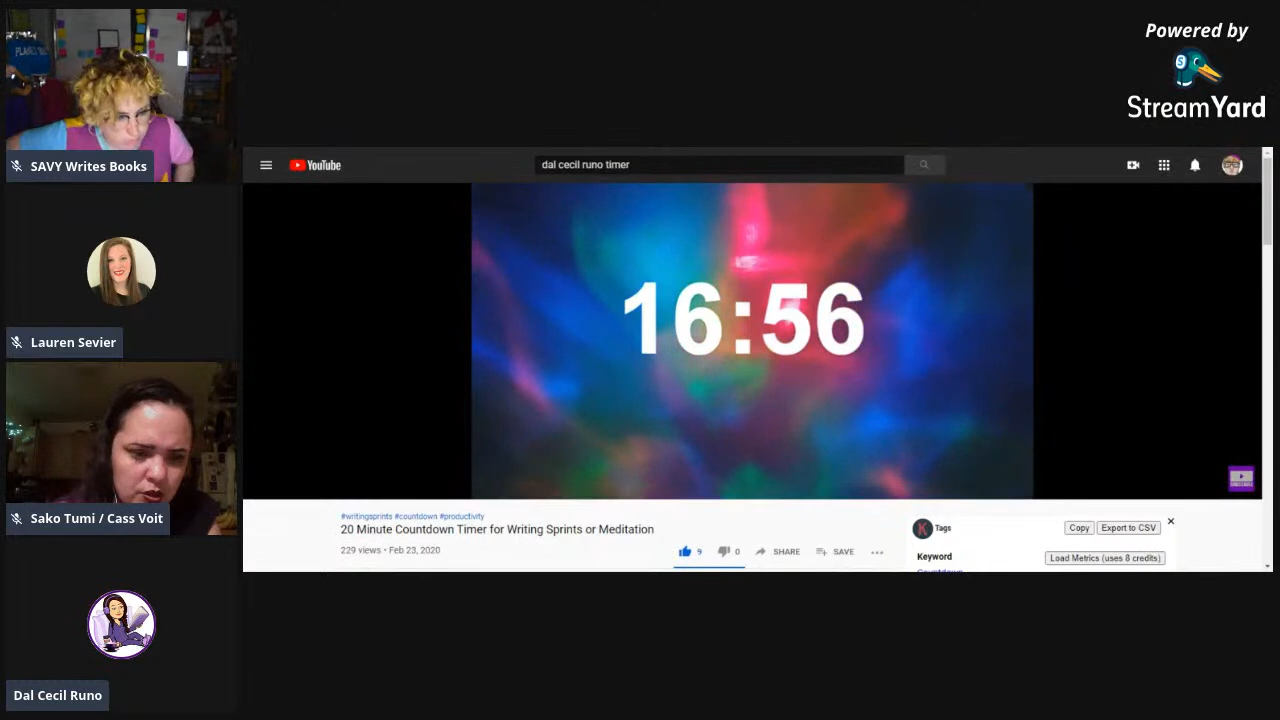 Powered by
StreamYard
PLANET
SAVY Writes Books
Lauren Sevier
Sako Tumi / Cass Voit
Dal Cecil Runo
YouTube
dal cecil runo timer
16:56
#writingsprints #countdown #productivity
20 Minute Countdown Timer for Writing Sprints or Meditation
229 views • Feb 23, 2020
9
0
SHARE
SAVE
K Tags
Copy
Export to CSV
Keyword
Load Metrics (uses 8 credits)
Countdown